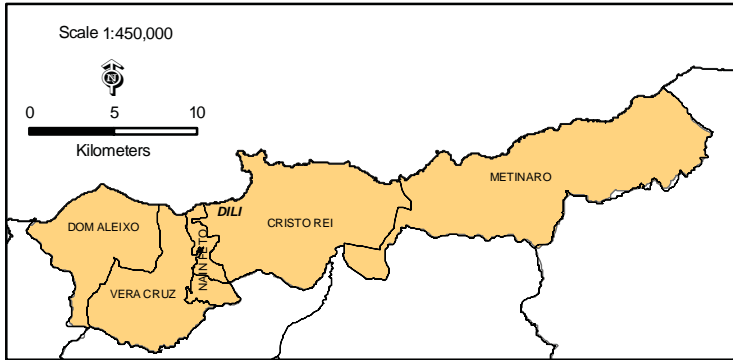 Scale 1:450,000
N
0 5 10
Kilometers
METINARO
DILI
CRISTO REI
DOM ALEIXO
NAIN FETO
VERA CRUZ